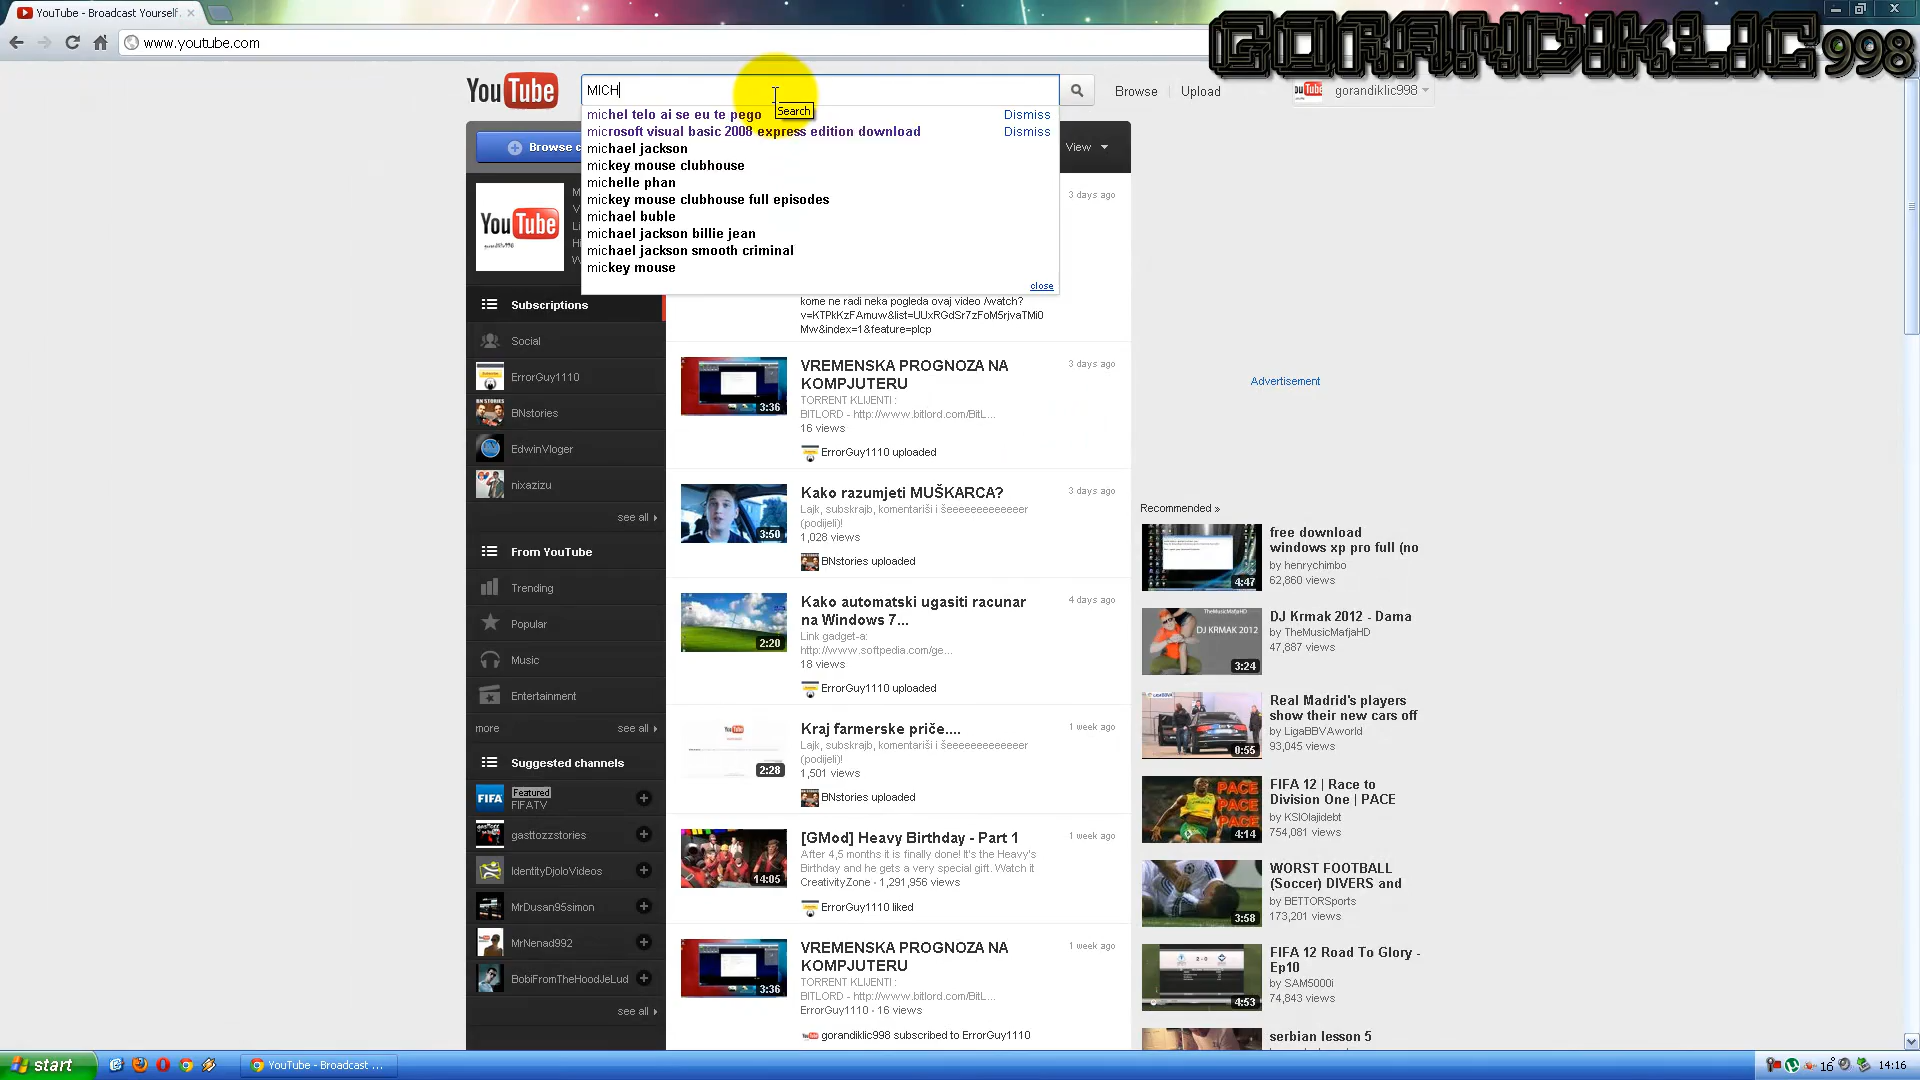 YouTube - Broadcast Yourself.
www.youtube.com
GORANDIKLIC998
YouTube
MICH
Search
Browse
Upload
gorandiklic998
michel telo ai se eu te pego Dismiss
microsoft visual basic 2008 express edition download Dismiss
michael jackson
mickey mouse clubhouse
michelle phan
mickey mouse clubhouse full episodes
michael buble
michael jackson billie jean
michael jackson smooth criminal
mickey mouse
close
Browse c
View
YouTube
gorandiklic998
3 days ago
kome ne radi neka pogleda ovaj video /watch?
v=KTPkKzFAmuw&list=UUxRGdSr7zFoM5rjvaTMi0
Mw&index=1&feature=plcp
Subscriptions
Social
ErrorGuy1110
BNstories
EdwinVloger
nixazizu
see all
From YouTube
Trending
Popular
Music
Entertainment
more see all
Suggested channels
FIFA
Featured
FIFATV
gasttozzstories
IdentityDjoloVideos
MrDusan95simon
MrNenad992
BobiFromTheHoodJeLud
see all
VREMENSKA PROGNOZA NA
KOMPJUTERU
3 days ago
TORRENT KLIJENTI :
BITLORD - http://www.bitlord.com/BitL...
16 views
3:36
ErrorGuy1110 uploaded
Kako razumjeti MUŠKARCA?
3 days ago
Lajk, subskrajb, komentariši i šeeeeeeeeeeeeer
(podijeli)!
1,028 views
3:50
BNstories uploaded
Kako automatski ugasiti racunar
na Windows 7...
4 days ago
Link gadget-a:
http://www.softpedia.com/ge...
18 views
2:20
ErrorGuy1110 uploaded
Kraj farmerske priče....
1 week ago
Lajk, subskrajb, komentariši i šeeeeeeeeeeeeer
(podijeli)!
1,501 views
2:28
BNstories uploaded
[GMod] Heavy Birthday - Part 1
1 week ago
After 4,5 months it is finally done! It's the Heavy's
Birthday and he gets a very special gift. Watch it
CreativityZone - 1,291,956 views
14:05
ErrorGuy1110 liked
VREMENSKA PROGNOZA NA
KOMPJUTERU
1 week ago
TORRENT KLIJENTI :
BITLORD - http://www.bitlord.com/BitL...
ErrorGuy1110 - 16 views
3:36
gorandiklic998 subscribed to ErrorGuy1110
Advertisement
Recommended »
free download
windows xp pro full (no
by henrychimbo
62,860 views
4:47
DJ Krmak 2012 - Dama
by TheMusicMafjaHD
47,887 views
DJ KRMAK 2012
3:24
Real Madrid's players
show their new cars off
by LigaBBVAworld
93,045 views
0:55
FIFA 12 | Race to
Division One | PACE
by KSIOlajidebt
754,081 views
PACE
PACE
4:14
WORST FOOTBALL
(Soccer) DIVERS and
by BETTORSports
173,201 views
3:58
FIFA 12 Road To Glory -
Ep10
by SAM5000i
74,843 views
4:53
serbian lesson 5
start
YouTube - Broadcast ...
16°
14:16